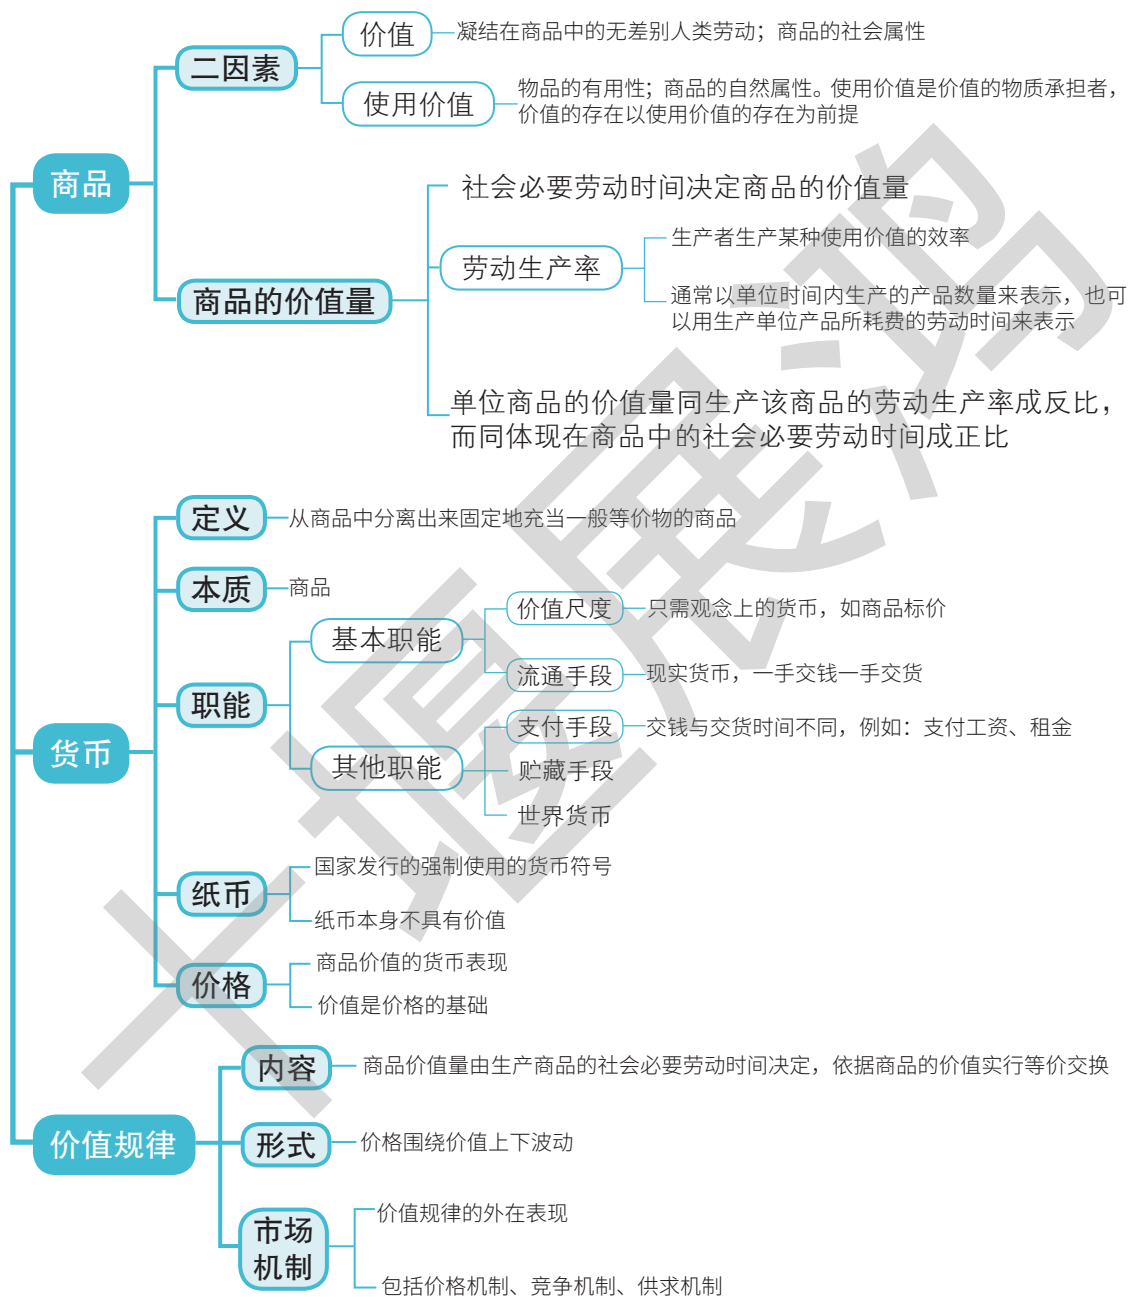 商品
二因素
价值
凝结在商品中的无差别人类劳动；商品的社会属性
使用价值
物品的有用性；商品的自然属性。使用价值是价值的物质承担者，
价值的存在以使用价值的存在为前提
商品的价值量
社会必要劳动时间决定商品的价值量
劳动生产率
生产者生产某种使用价值的效率
通常以单位时间内生产的产品数量来表示，也可
以用生产单位产品所耗费的劳动时间来表示
单位商品的价值量同生产该商品的劳动生产率成反比，
而同体现在商品中的社会必要劳动时间成正比
货币
定义
从商品中分离出来固定地充当一般等价物的商品
本质
商品
职能
基本职能
价值尺度
只需观念上的货币，如商品标价
流通手段
现实货币，一手交钱一手交货
其他职能
支付手段
交钱与交货时间不同，例如：支付工资、租金
贮藏手段
世界货币
纸币
国家发行的强制使用的货币符号
纸币本身不具有价值
价格
商品价值的货币表现
价值是价格的基础
价值规律
内容
商品价值量由生产商品的社会必要劳动时间决定，依据商品的价值实行等价交换
形式
价格围绕价值上下波动
市场
机制
价值规律的外在表现
包括价格机制、竞争机制、供求机制
十堰展鸿